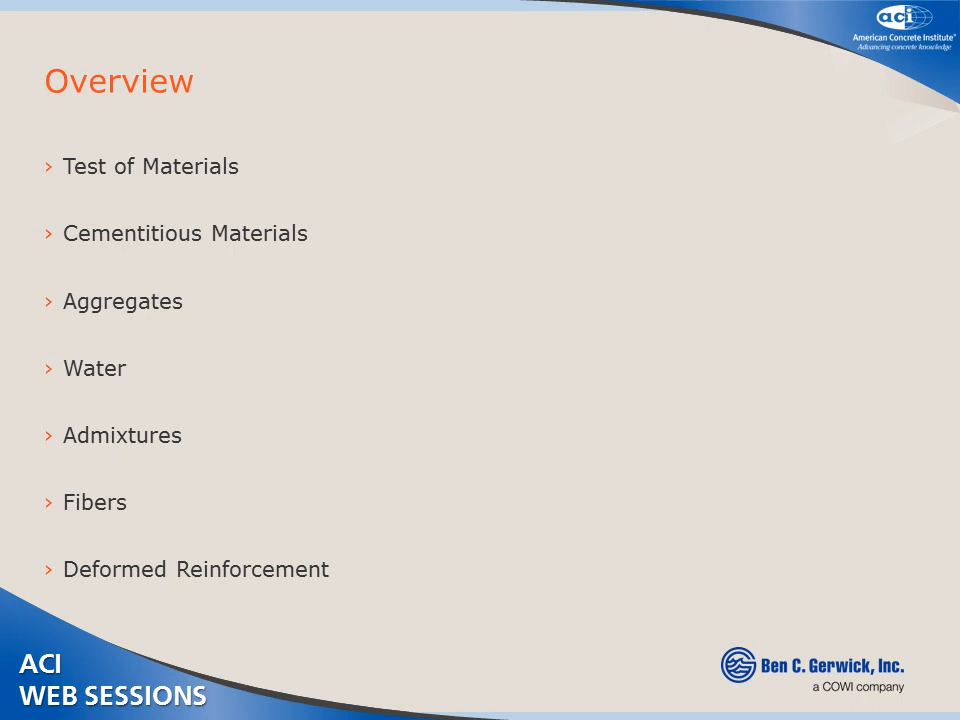 aci
American Concrete Institute®
Advancing concrete knowledge
Overview
› Test of Materials
› Cementitious Materials
› Aggregates
› Water
› Admixtures
› Fibers
› Deformed Reinforcement
ACI
WEB SESSIONS
Ben C. Gerwick, Inc.
a COWI company